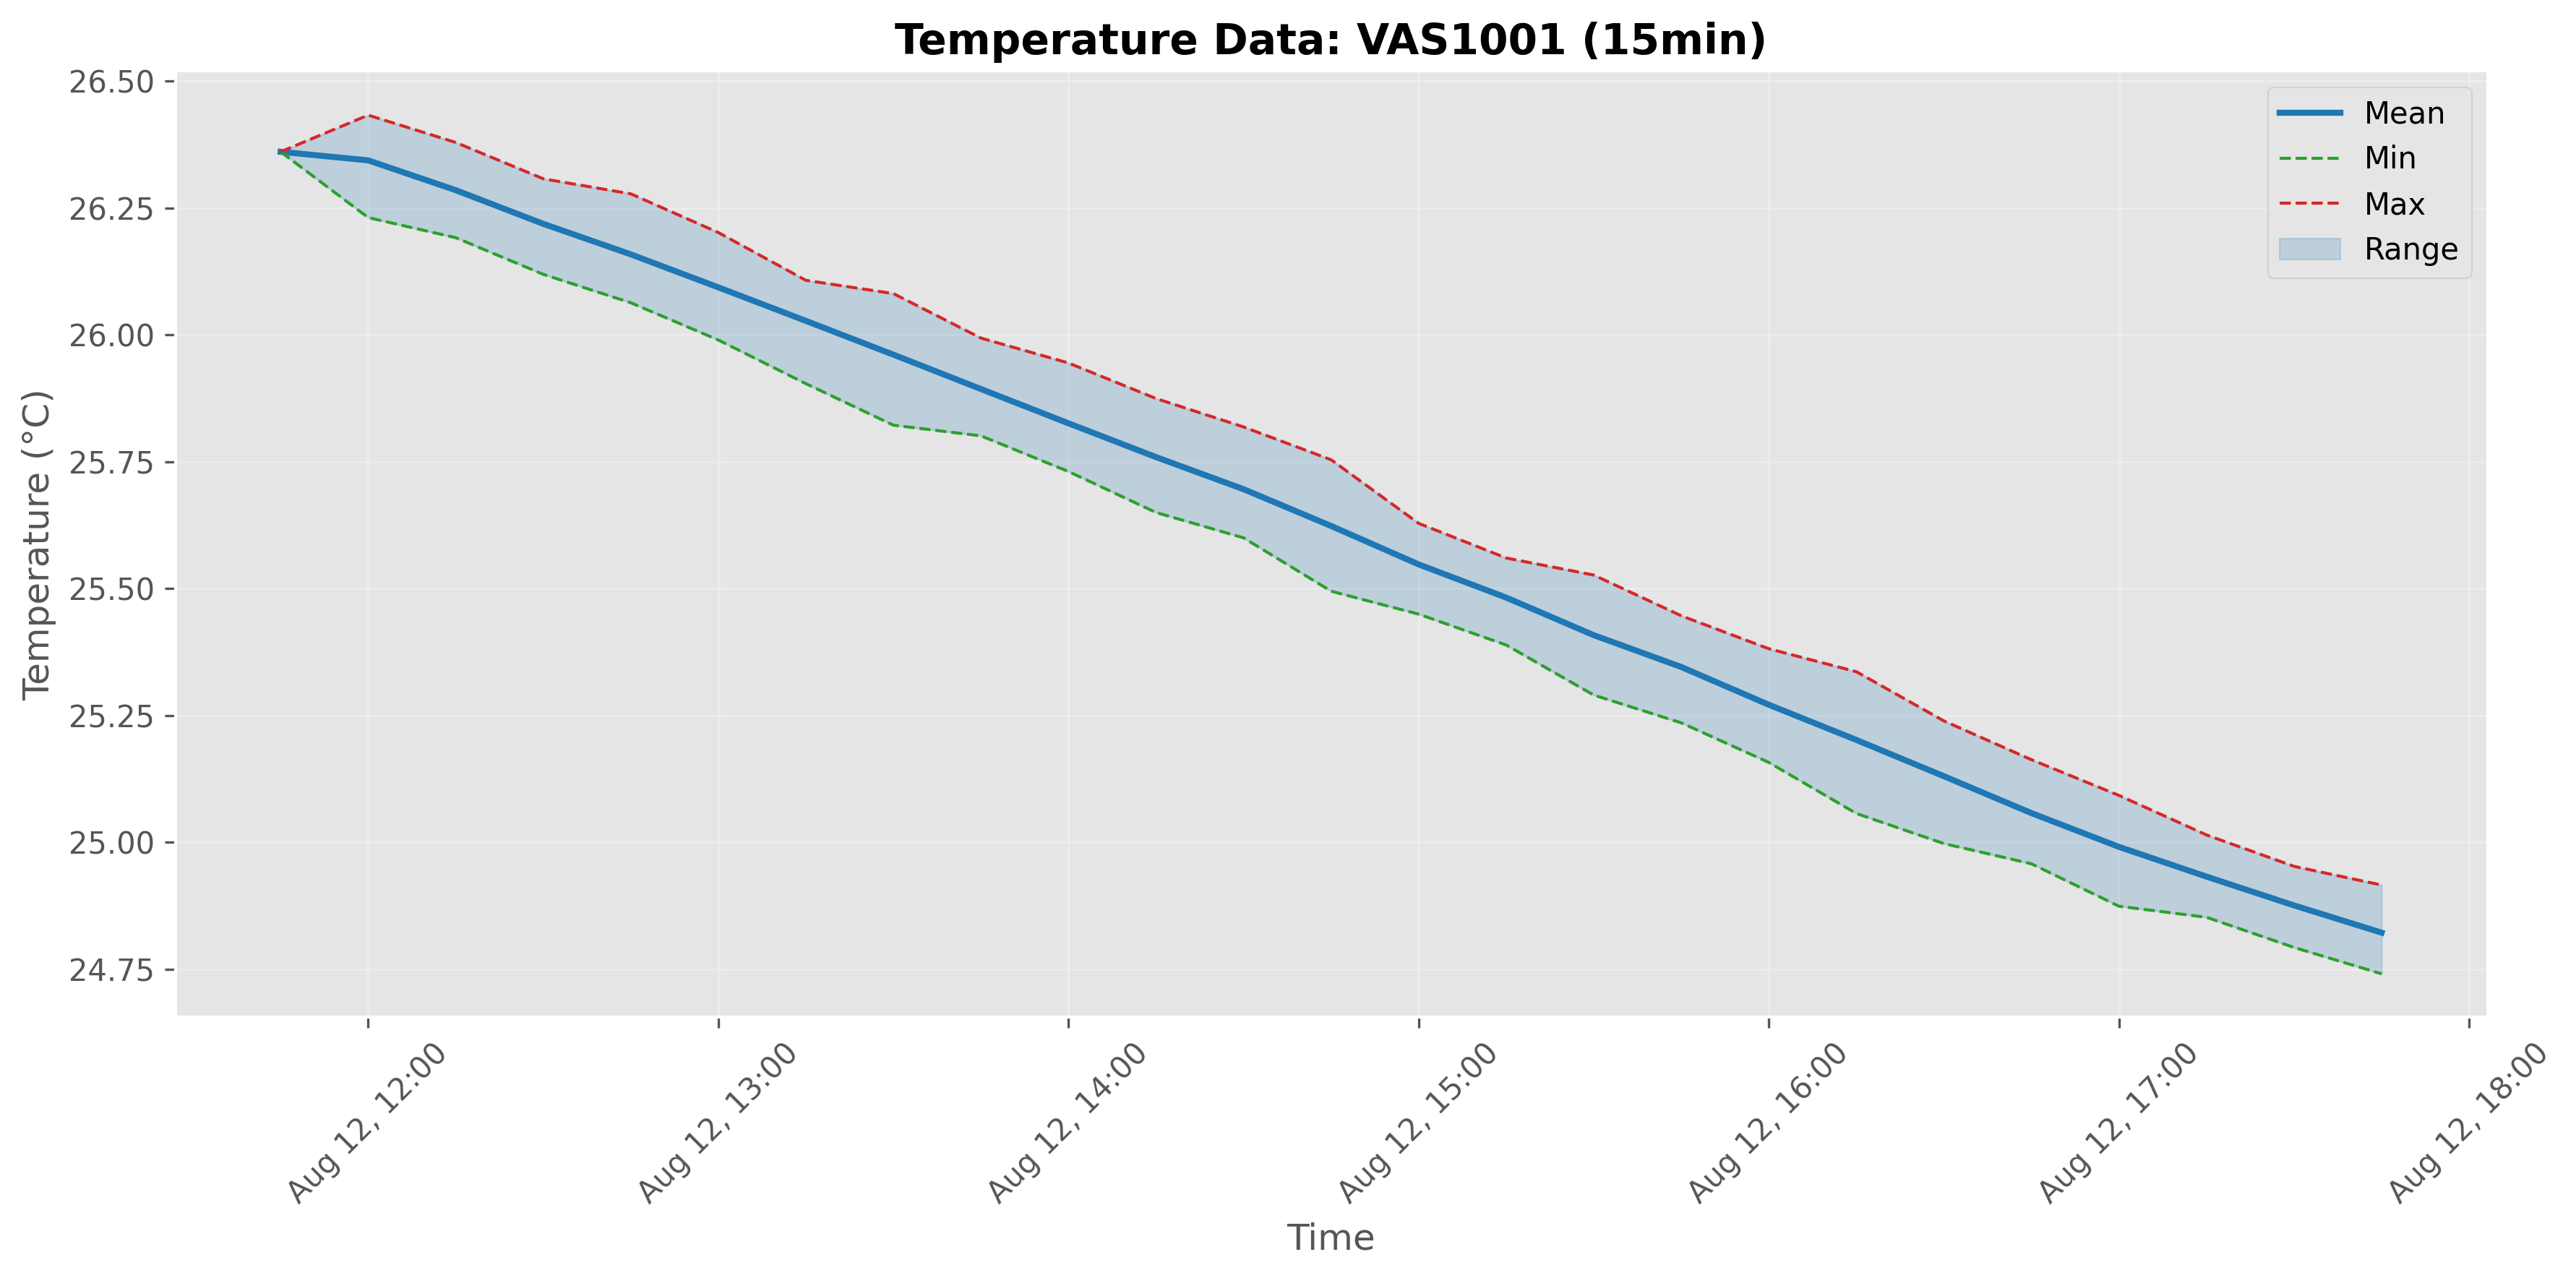 Temperature Data: VAS1001 (15min)
26.50
26.25
26.00
25.75
25.50
25.25
25.00
24.75
Temperature (°C)
Mean
Min
Max
Range
Aug 12, 12:00
Aug 12, 13:00
Aug 12, 14:00
Aug 12, 15:00
Aug 12, 16:00
Aug 12, 17:00
Aug 12, 18:00
Time